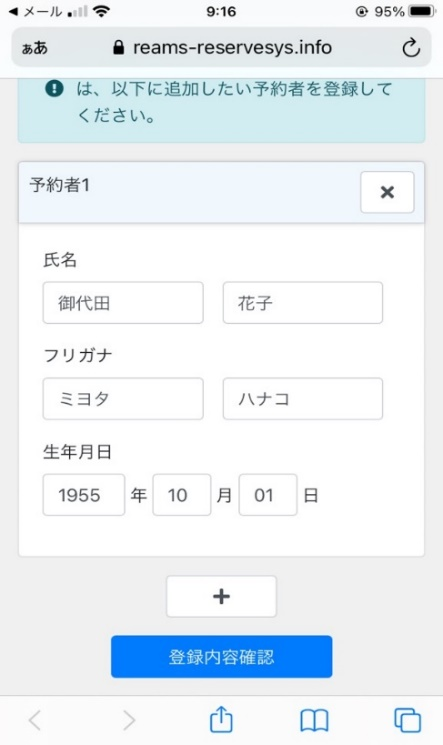 メール 9:16 95%
ぁあ reams-reservesys.info
は、以下に追加したい予約者を登録して
ください。
予約者1
氏名
御代田 花子
フリガナ
ミヨタ ハナコ
生年月日
1955 年 10 月 01 日
登録内容確認